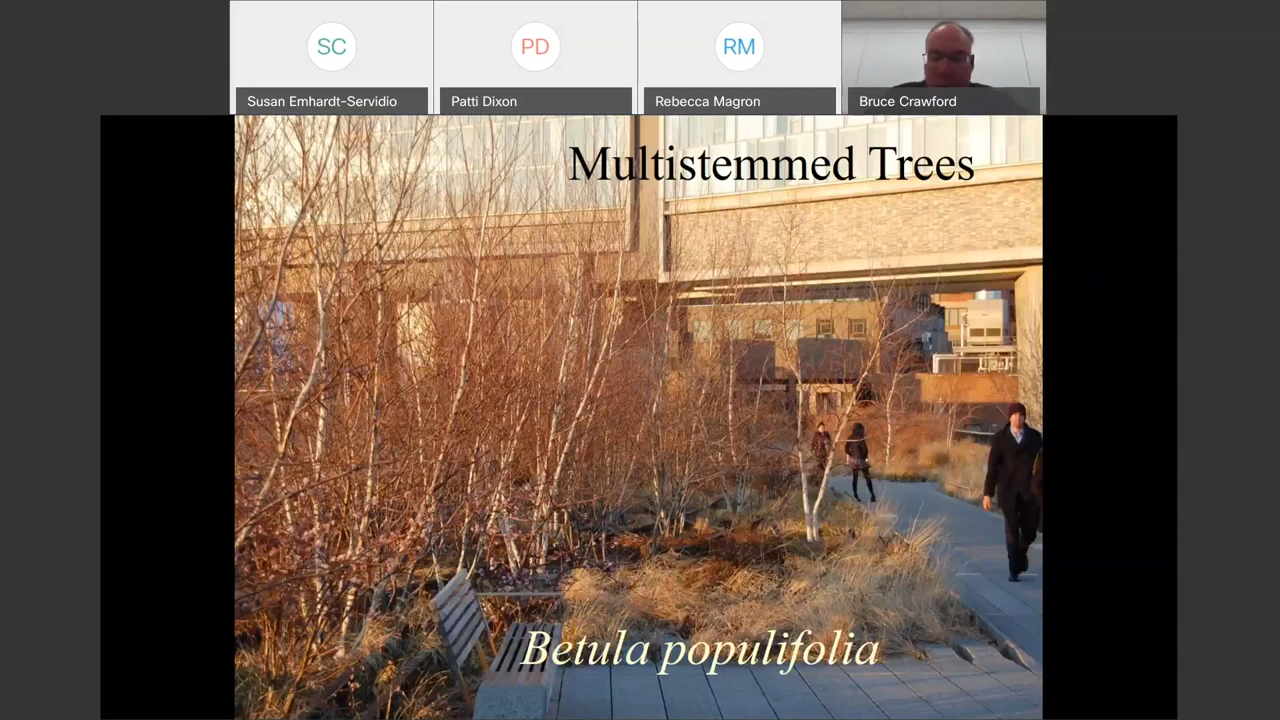 SC
PD
RM
Susan Emhardt-Servidio
Patti Dixon
Rebecca Magron
Bruce Crawford
Multistemmed Trees
Betula populifolia